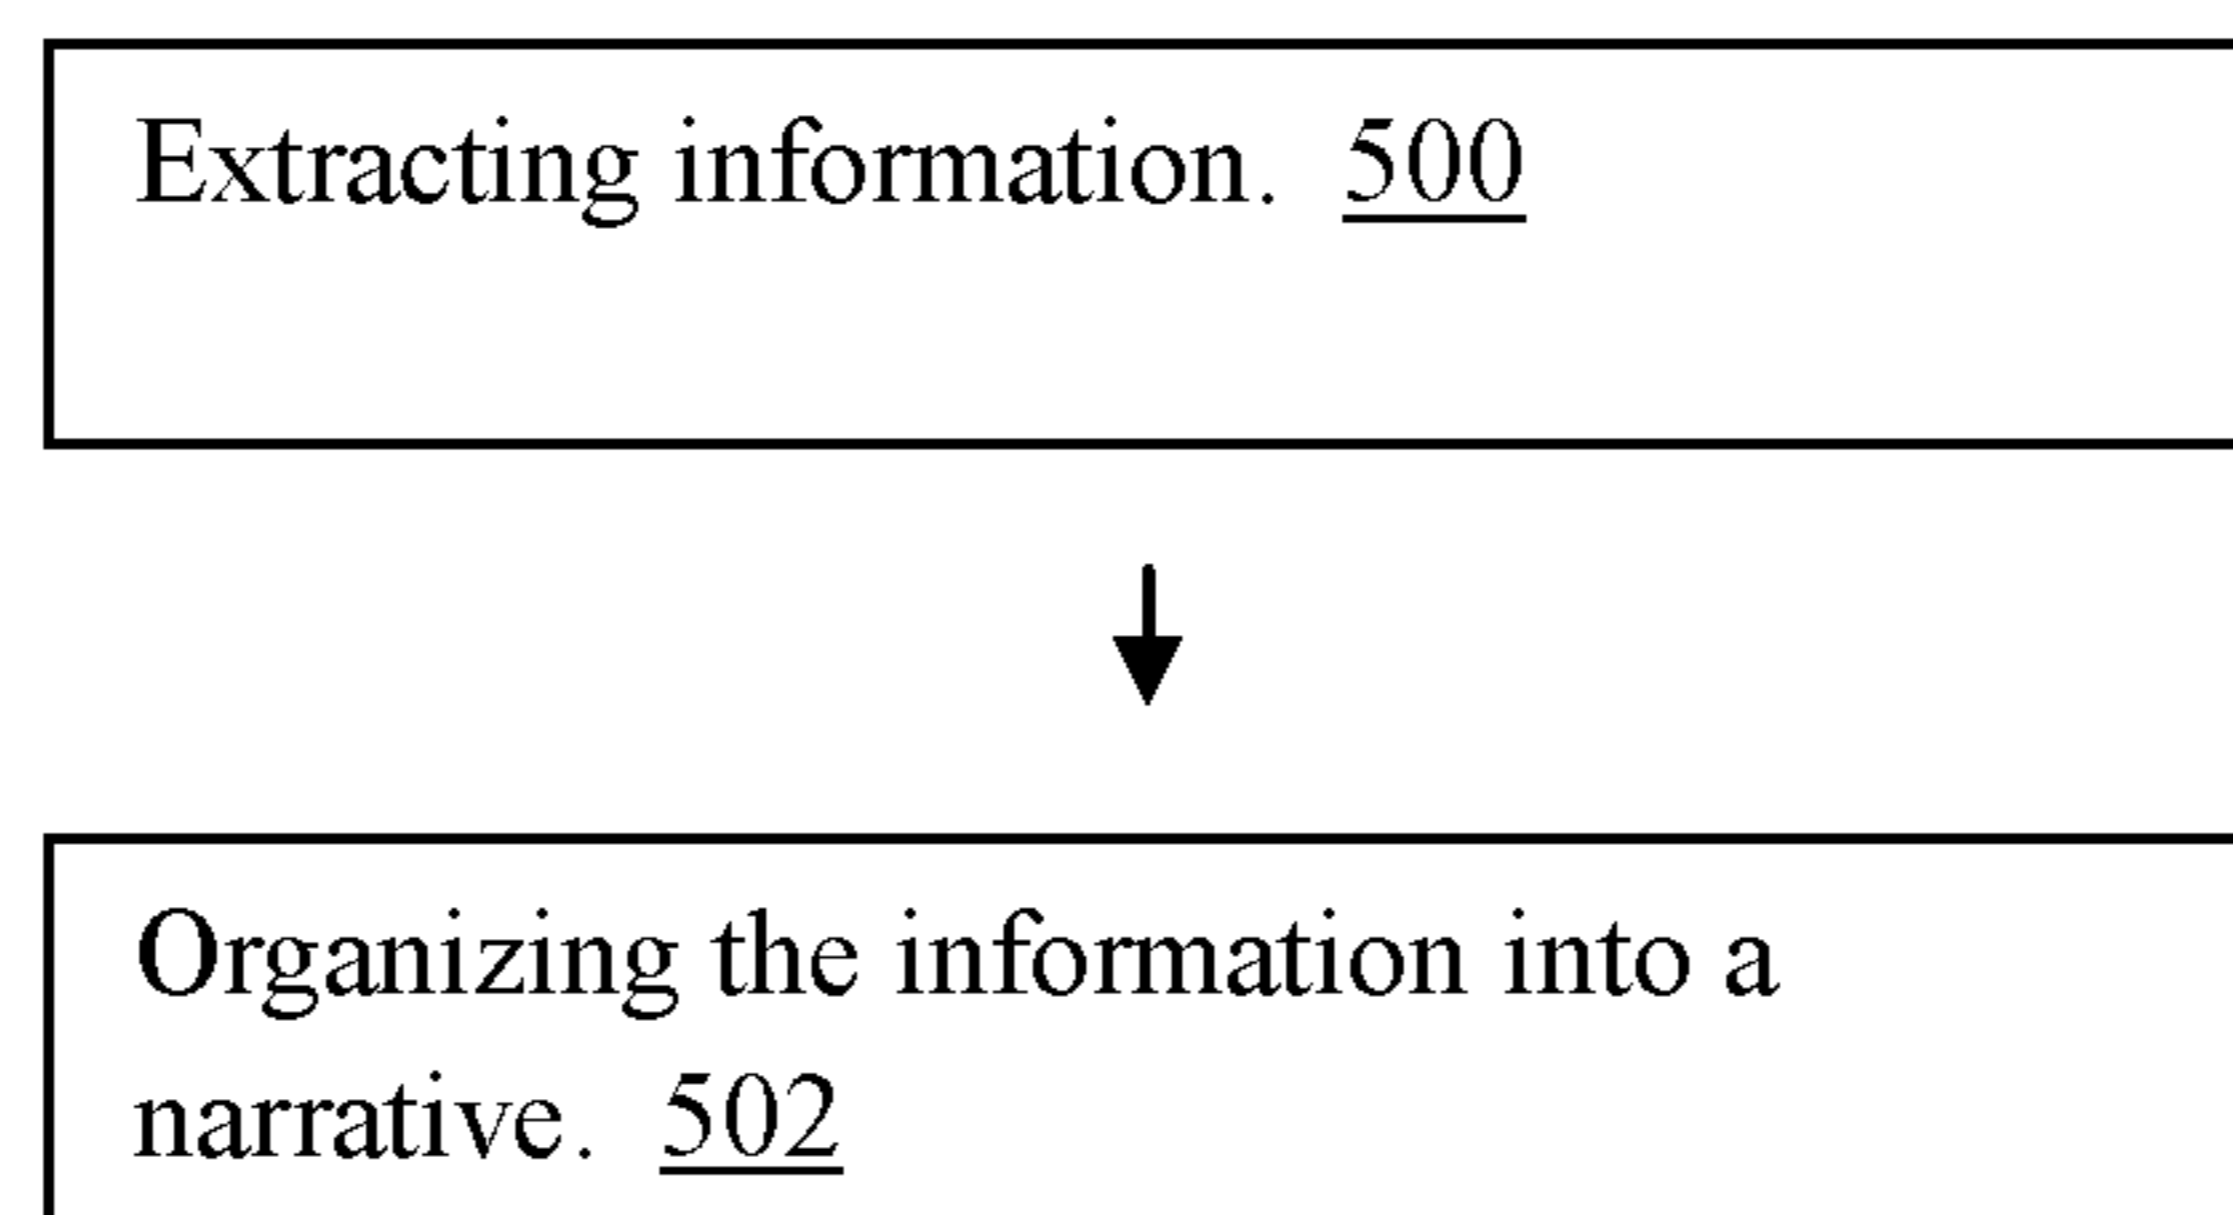 Extracting information. 500
Organizing the information into a
narrative. 502